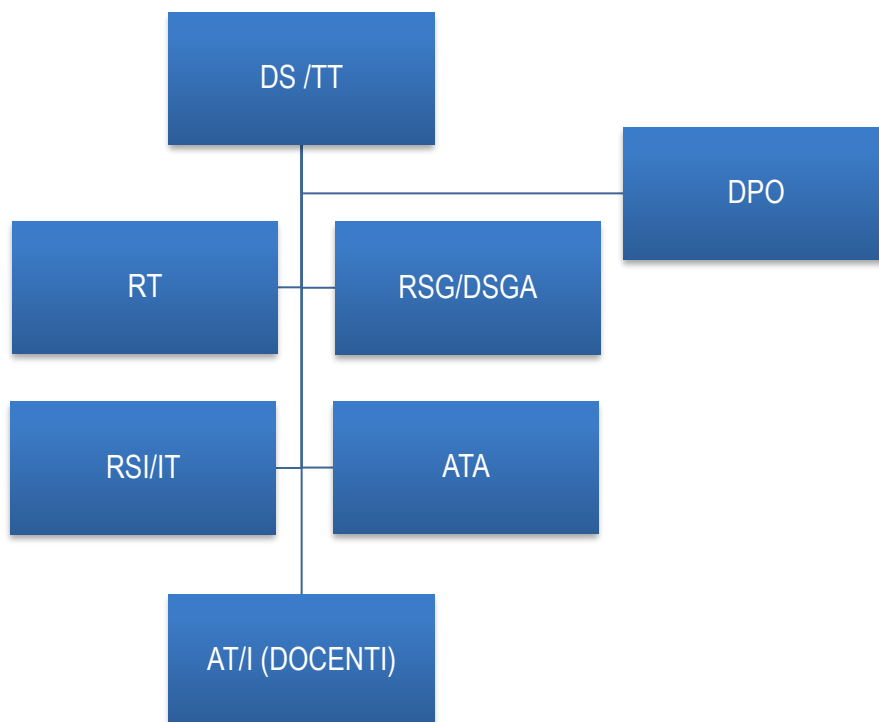 DS /TT
DPO
RT
RSG/DSGA
RSI/IT
ATA
AT/I (DOCENTI)